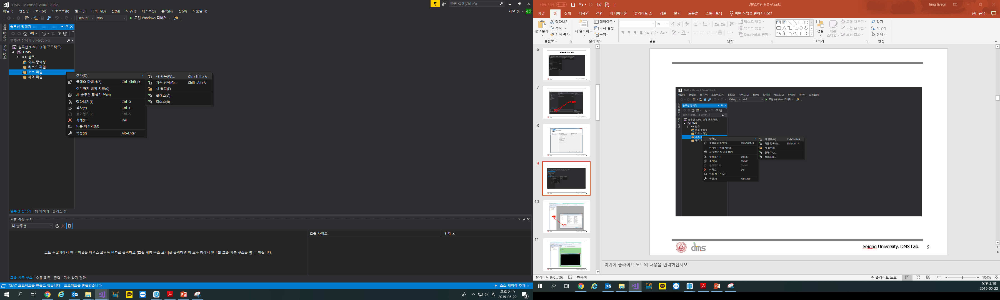 DMS - Microsoft Visual Studio
빠른 실행(Ctrl+Q)
파일(F) 편집(E) 보기(V) 프로젝트(P) 빌드(B) 디버그(D) 팀(M) 도구(T) 테스트(S) 분석(N) 창(W) 도움말(H)
지연 정
Debug x86 로컬 Windows 디버거
서버 탐색기
도구 상자
솔루션 탐색기
솔루션 탐색기 검색(Ctrl+;)
솔루션 'DMS' (1개 프로젝트)
DMS
참조
외부 종속성
리소스 파일
소스 파일
헤더 파일
추가(D)
클래스 마법사(Z)... Ctrl+Shift+X
여기까지 범위 지정(S)
새 솔루션 탐색기 뷰(N)
잘라내기(T) Ctrl+X
복사(Y) Ctrl+C
붙여넣기(P) Ctrl+V
삭제(D) Del
이름 바꾸기(M)
속성(R) Alt+Enter
새 항목(W)... Ctrl+Shift+A
기존 항목(G)... Shift+Alt+A
새 필터(F)
클래스(C)...
리소스(R)...
솔루션 탐색기 팀 탐색기 클래스 뷰
호출 계층 구조
내 솔루션
호출 사이트 위치
코드 편집기에서 멤버 이름을 마우스 오른쪽 단추로 클릭하고 [호출 계층 구조 보기]를 클릭하면 이 도구 창에서 멤버의 호출 계층 구조를 볼 수 있습니다.
호출 계층 구조 오류 목록 출력 기호 찾기 결과
'DMS' 프로젝트를 만들고 있습니다... 프로젝트를 만들었습니다.
소스 제어에 추가
A
오후 2:19
2019-05-22
2
자동 저장
DIP2019_실습-A.pptx
Jung Jiyeon
파일 홈 삽입 디자인 전환 애니메이션 슬라이드 쇼 검토 보기 도움말 스토리보딩 어떤 작업을 원하시나요?
공유
붙여넣기
잘라내기
복사
서식 복사
클립보드
새 슬라이드
레이아웃
다시 설정
구역
슬라이드
19
글꼴
텍스트 방향
텍스트 맞춤
SmartArt로 변환
단락
정렬
빠른 스타일
도형 채우기
도형 윤곽선
도형 효과
그리기
찾기
바꾸기
선택
편집
6
7
8
9
10
11
DMS - Microsoft Visual Studio
파일(F) 편집(E) 보기(V) 프로젝트(P) 빌드(B) 디버그(D) 팀(M) 도구(T) 테스트(S) 분석(N) 창(W) 도움말(H)
Debug x86 로컬 Windows 디버거
서버 탐색기
도구 상자
솔루션 탐색기
솔루션 탐색기 검색(Ctrl+;)
솔루션 'DMS' (1개 프로젝트)
DMS
참조
외부 종속성
리소스 파일
소스
헤더
추가(D)
클래스 마법사(Z)... Ctrl+Shift+X
여기까지 범위 지정(S)
새 솔루션 탐색기 뷰(N)
잘라내기(T) Ctrl+X
복사(Y) Ctrl+C
붙여넣기(P) Ctrl+V
삭제(D) Del
이름 바꾸기(M)
속성(R) Alt+Enter
새 항목(W)... Ctrl+Shift+A
기존 항목(G)... Shift+Alt+A
새 필터(F)
클래스(C)...
리소스(R)...
dms
Sejong University, DMS Lab. 9
여기에 슬라이드 노트의 내용을 입력하십시오
슬라이드 9/0 .. 36 한국어
슬라이드 노트
104%
오후 2:19
2019-05-22